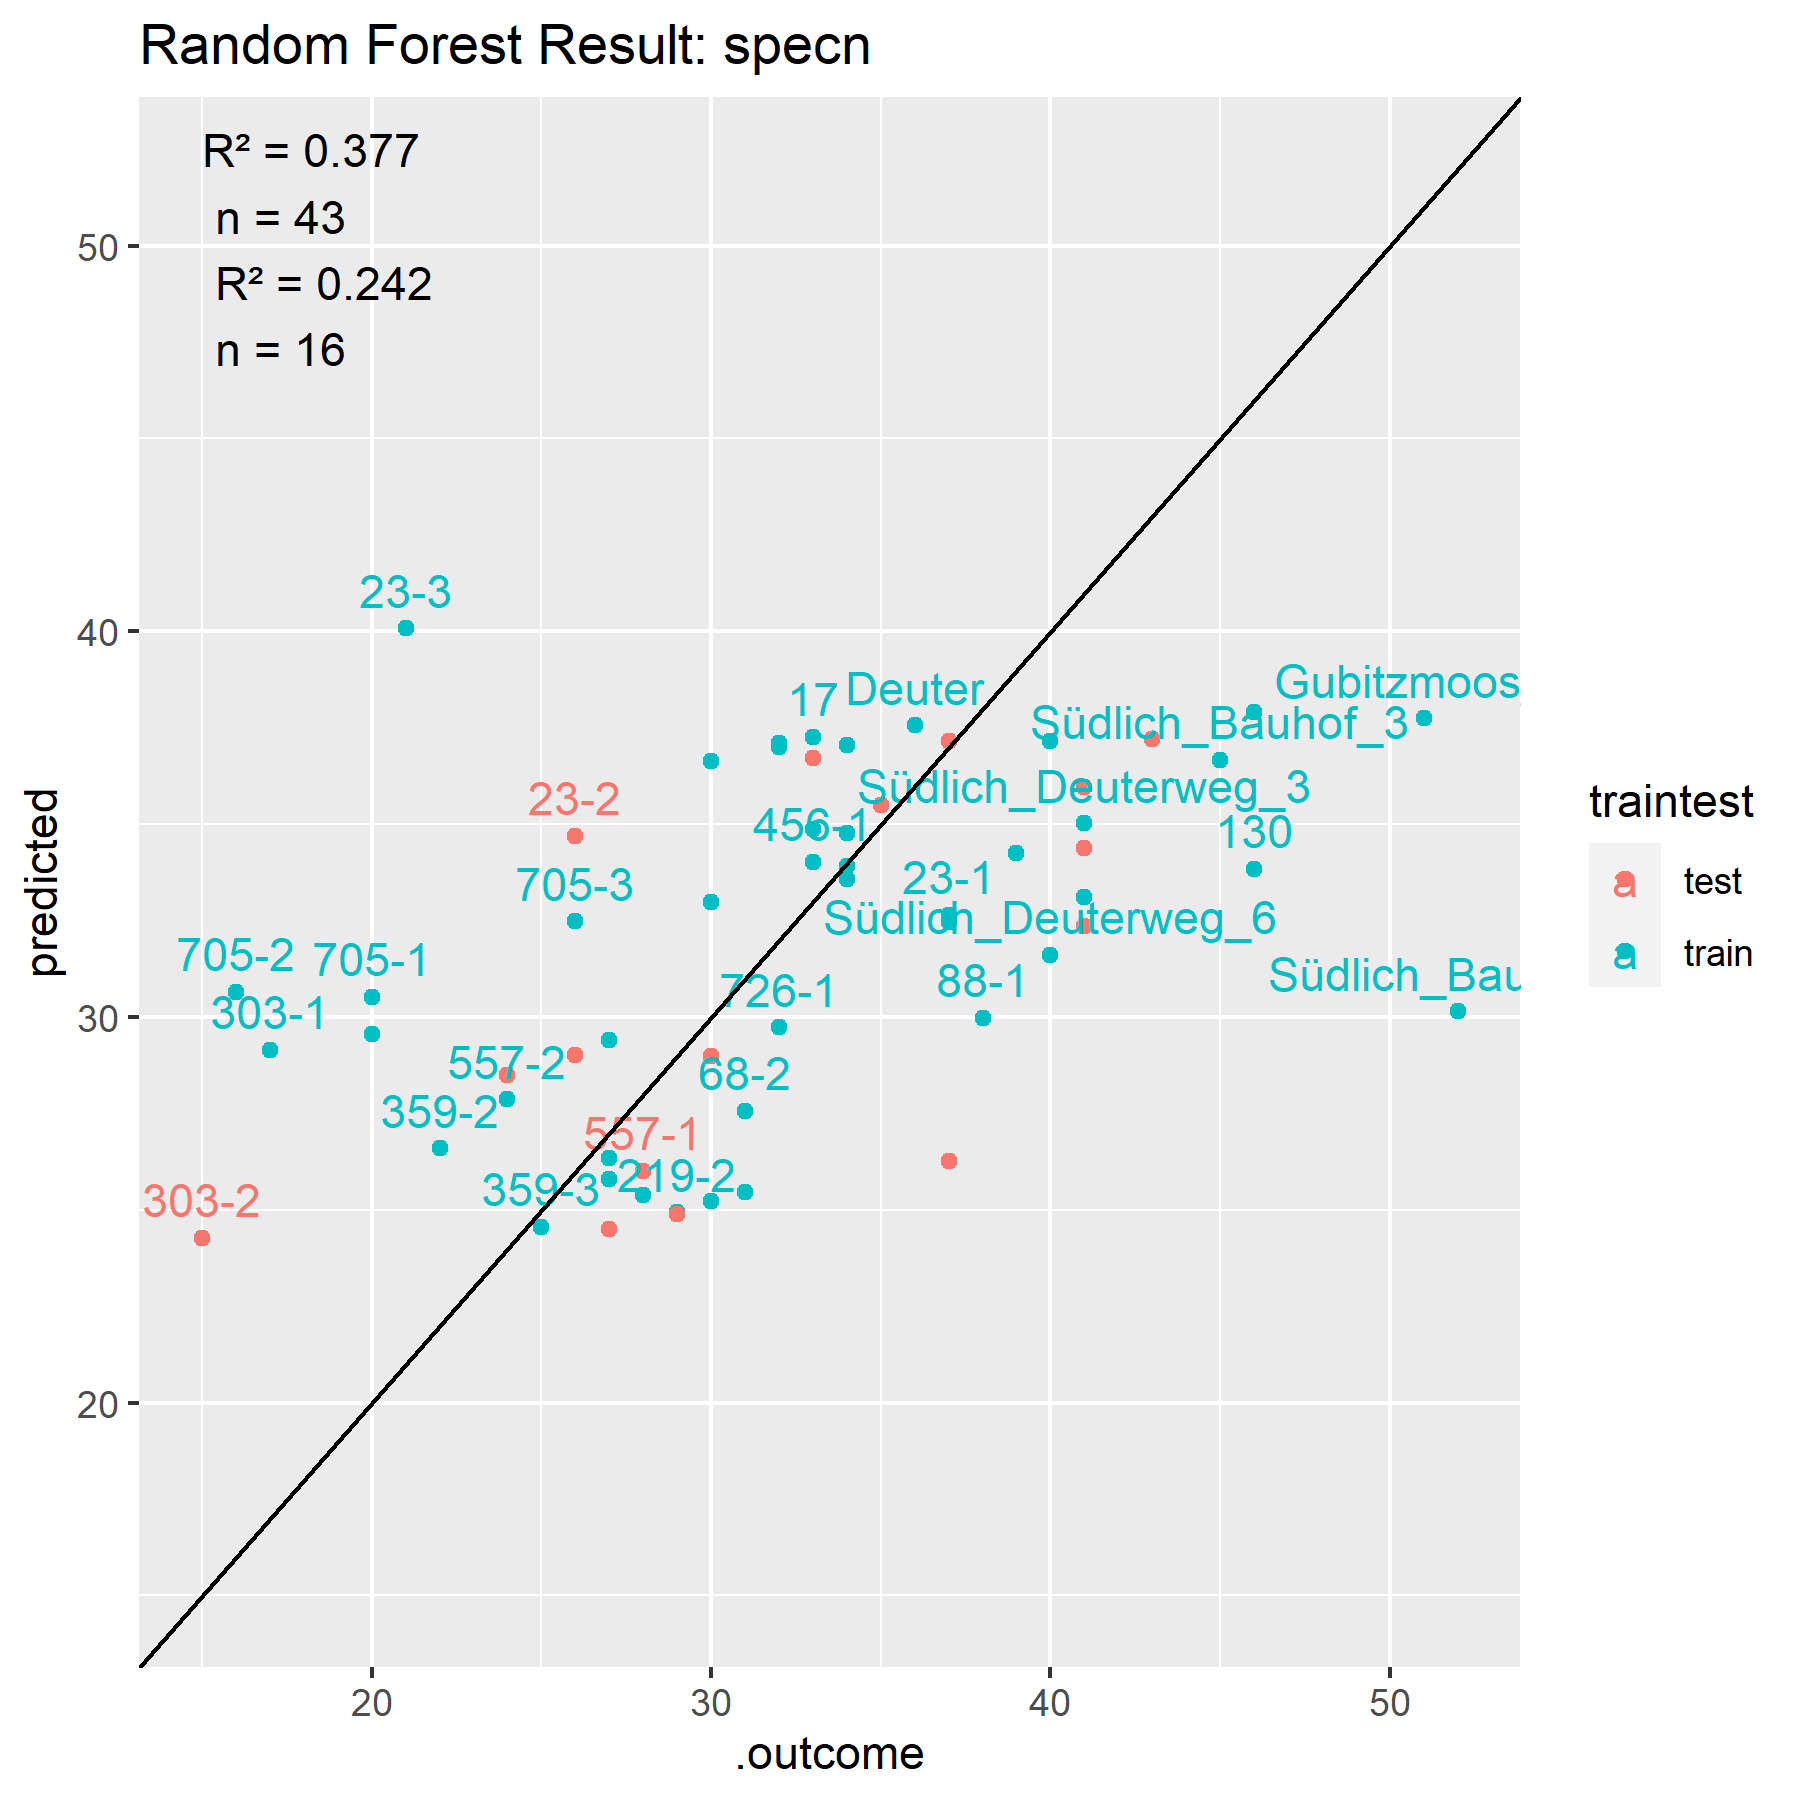 Random Forest Result: specn
R² = 0.377
n = 43
R² = 0.242
n = 16
50
40
30
20
predicted
23-3
17
Deuter
Gubitzmoos
Südlich_Bauhof_3
Südlich_Deuterweg_3
23-2
456-1
130
705-3
23-1
Südlich_Deuterweg_6
705-2
705-1
Südlich_Bau
88-1
726-1
303-1
557-2
68-2
359-2
557-1
219-2
359-3
303-2
20
30
40
50
.outcome
traintest
a
test
a
train